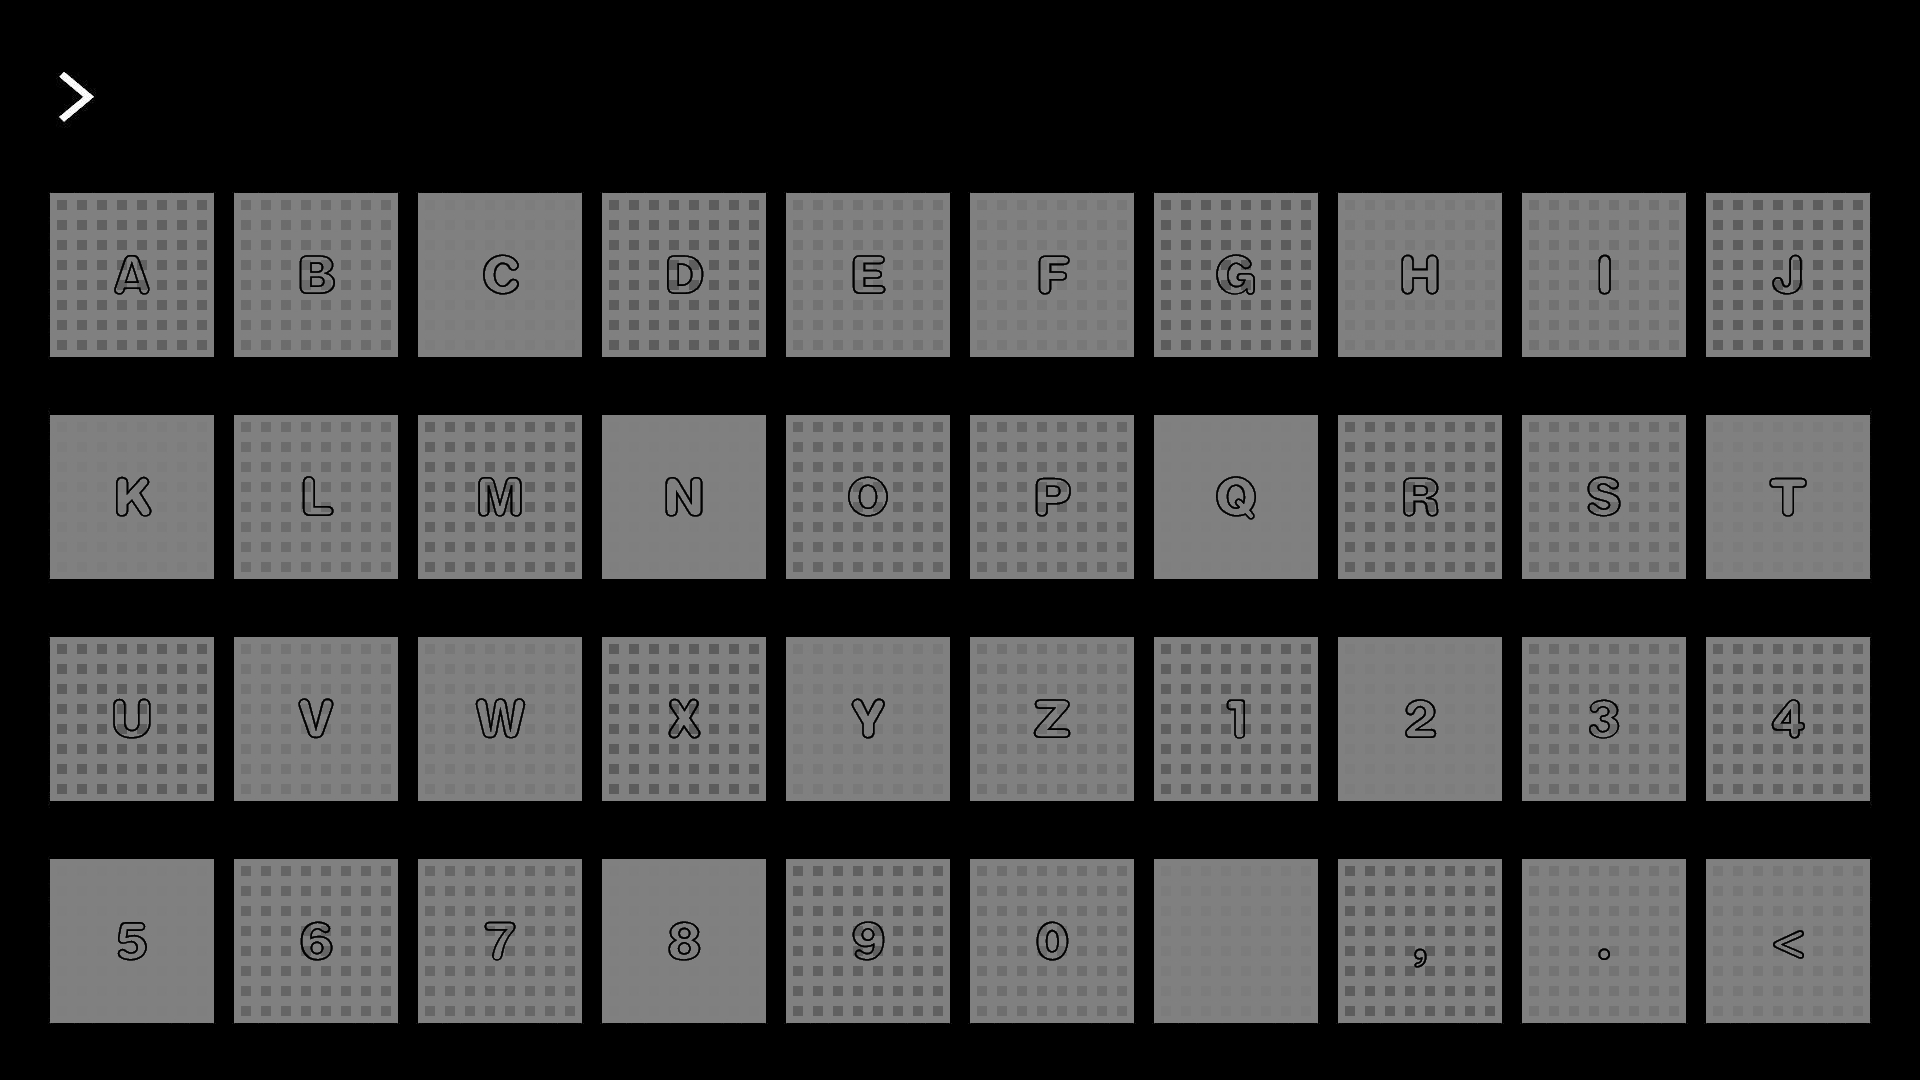 >
A B C D E F G H I J
K L M N O P Q R S T
U V W X Y Z 1 2 3 4
5 6 7 8 9 0 , . <